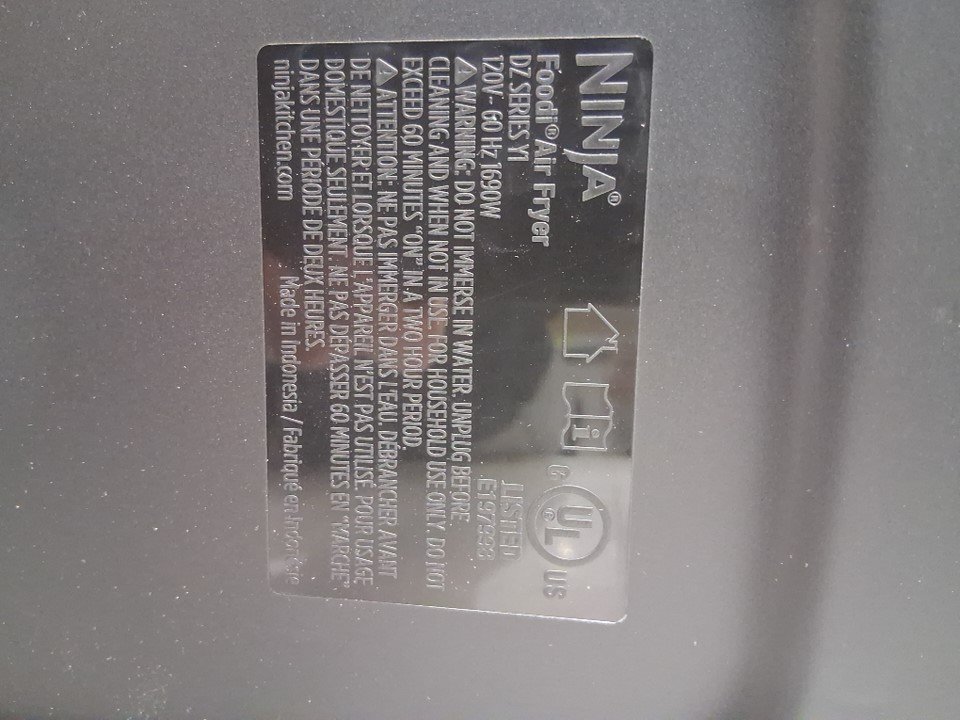 NINJA®
Foodi® Air Fryer
DZ SERIES Y1
120V~ 60 Hz 1690W
⚠ WARNING: DO NOT IMMERSE IN WATER. UNPLUG BEFORE
CLEANING AND WHEN NOT IN USE. FOR HOUSEHOLD USE ONLY. DO NOT
EXCEED 60 MINUTES "ON" IN A TWO HOUR PERIOD.
⚠ ATTENTION: NE PAS IMMERGER DANS L'EAU. DÉBRANCHER AVANT
DE NETTOYER ET LORSQUE L'APPAREIL N'EST PAS UTILISÉ. POUR USAGE
DOMESTIQUE SEULEMENT. NE PAS DÉPASSER 60 MINUTES EN "MARCHE"
DANS UNE PÉRIODE DE DEUX HEURES.
ninjakitchen.com
Made in Indonesia / Fabriqué en Indonésie
i
C UL US
LISTED